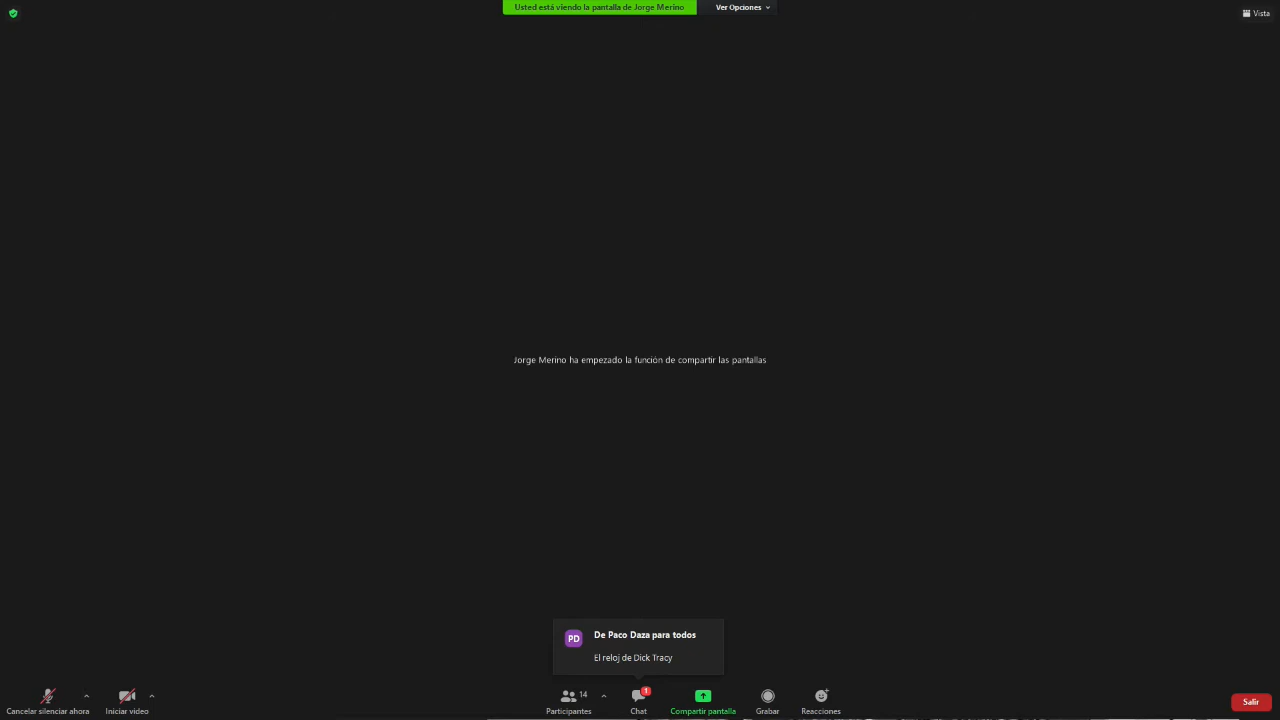 Usted está viendo la pantalla de Jorge Merino
Ver Opciones
Vista
Jorge Merino ha empezado la función de compartir las pantallas
PD
De Paco Daza para todos
El reloj de Dick Tracy
Cancelar silenciar ahora
Iniciar video
14
Participantes
1
Chat
Compartir pantalla
Grabar
Reacciones
Salir